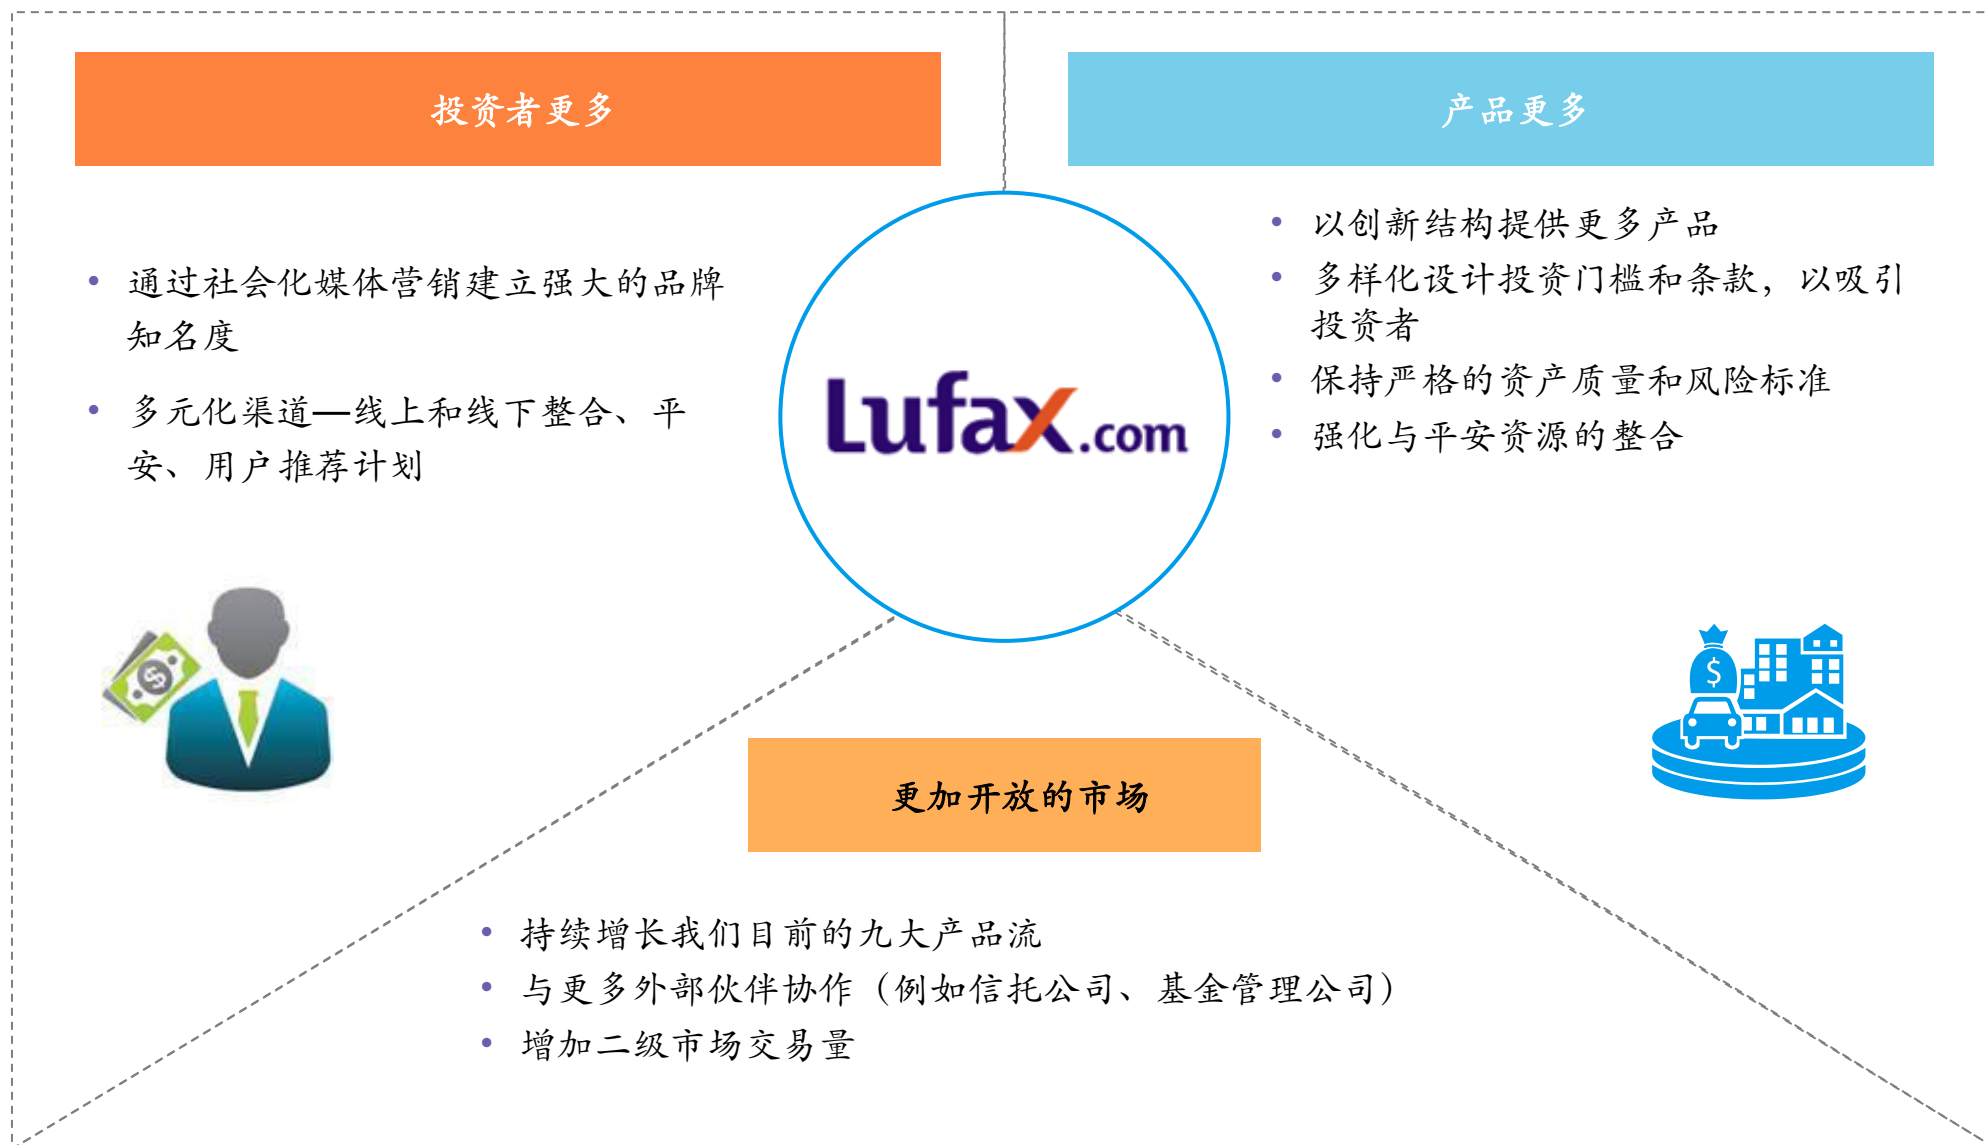 投资者更多
• 通过社会化媒体营销建立强大的品牌
知名度
• 多元化渠道—线上和线下整合、平
安、用户推荐计划
产品更多
• 以创新结构提供更多产品
• 多样化设计投资门槛和条款，以吸引
投资者
• 保持严格的资产质量和风险标准
• 强化与平安资源的整合
Lufax.com
$
$
更加开放的市场
• 持续增长我们目前的九大产品流
• 与更多外部伙伴协作（例如信托公司、基金管理公司）
• 增加二级市场交易量